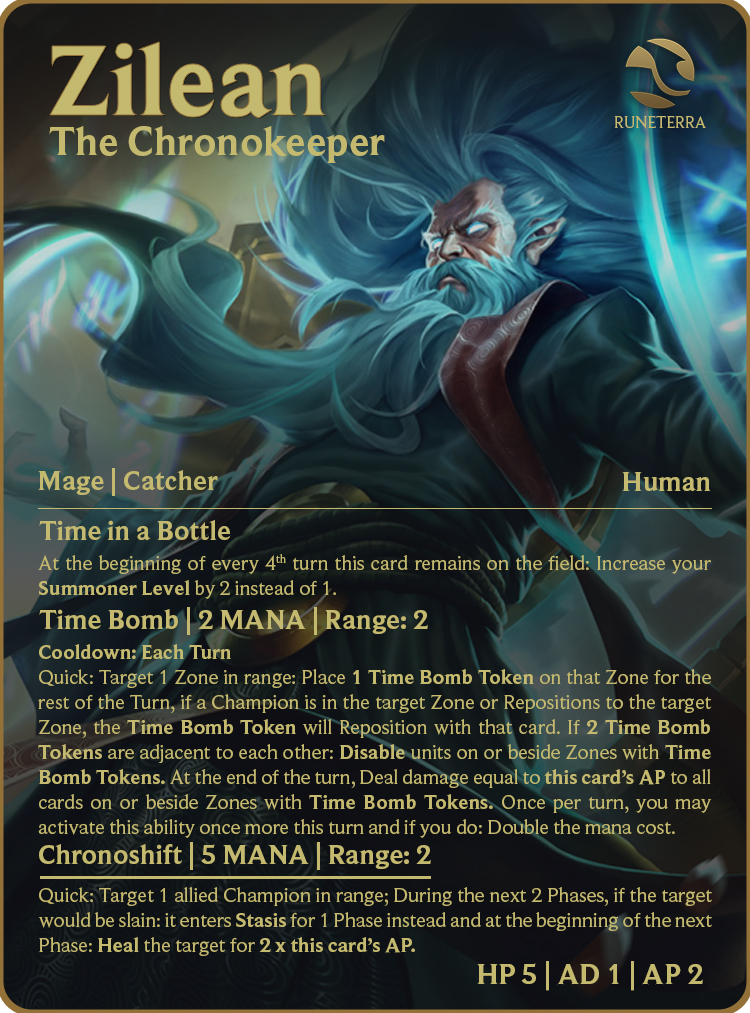 Zilean
The Chronokeeper
RUNETERRA
Mage | Catcher
Human
Time in a Bottle
At the beginning of every 4th turn this card remains on the field: Increase your
Summoner Level by 2 instead of 1.
Time Bomb | 2 MANA | Range: 2
Cooldown: Each Turn
Quick: Target 1 Zone in range: Place 1 Time Bomb Token on that Zone for the
rest of the Turn, if a Champion is in the target Zone or Repositions to the target
Zone, the Time Bomb Token will Reposition with that card. If 2 Time Bomb
Tokens are adjacent to each other: Disable units on or beside Zones with Time
Bomb Tokens. At the end of the turn, Deal damage equal to this card's AP to all
cards on or beside Zones with Time Bomb Tokens. Once per turn, you may
activate this ability once more this turn and if you do: Double the mana cost.
Chronoshift | 5 MANA | Range: 2
Quick: Target 1 allied Champion in range; During the next 2 Phases, if the target
would be slain: it enters Stasis for 1 Phase instead and at the beginning of the next
Phase: Heal the target for 2 x this card's AP.
HP 5 | AD 1 | AP 2